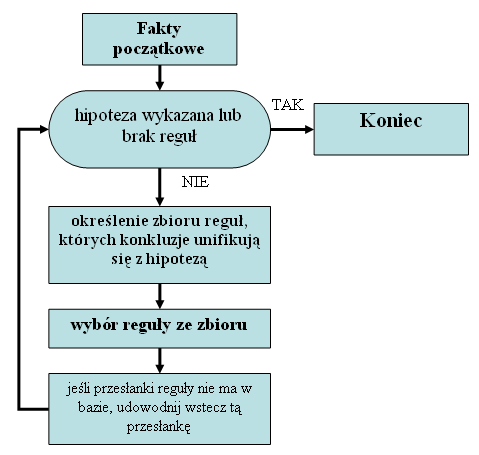 Fakty
początkowe
hipoteza wykazana lub
brak reguł
TAK
Koniec
NIE
określenie zbioru reguł,
których konkluzje unifikują
się z hipotezą
wybór reguły ze zbioru
jeśli przesłanki reguły nie ma w
bazie, udowodnij wstecz tą
przesłankę